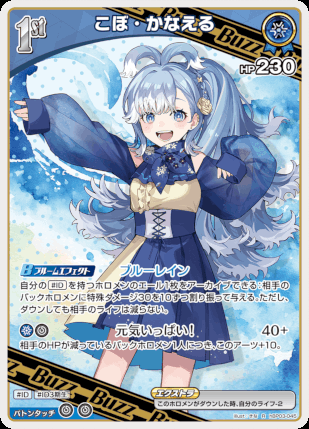 1st
こぼ・かなえる
HP230
Buzz
Buzz
Buzz
ブルームエフェクト ブルーレイン
自分の#IDを持つホロメンのエール1枚をアーカイブできる：相手の
バックホロメンに特殊ダメージ30を10ずつ割り振って与える。ただし、
ダウンしても相手のライフは減らない。
元気いっぱい！ 40+
相手のHPが減っているバックホロメン1人につき、このアーツ+10。
#ID #ID3期生
エクストラ
このホロメンがダウンした時、自分のライフ-2
バトンタッチ
Buzz